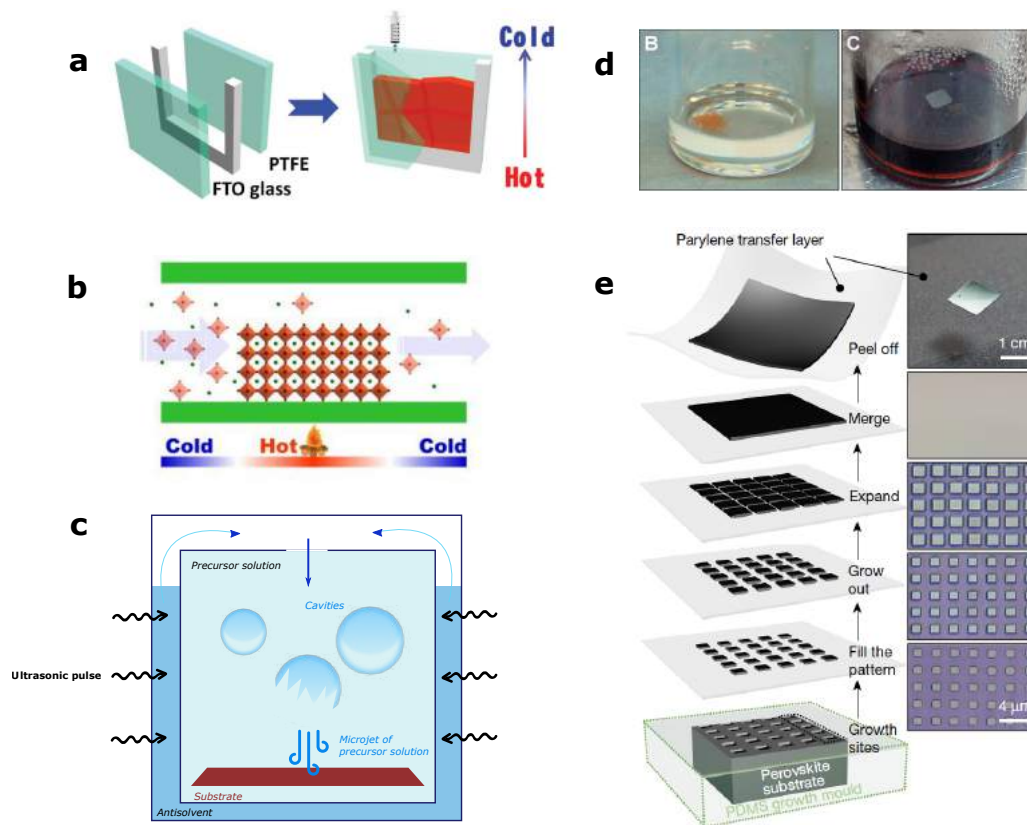 a
PTFE
FTO glass
Cold
Hot
b
Cold
Hot
Cold
c
Precursor solution
Cavities
Ultrasonic pulse
Microjet of
precursor solution
Substrate
Antisolvent
d
B
C
e
Parylene transfer layer
1 cm
Peel off
Merge
Expand
Grow
out
Fill the
pattern
4 μm
Growth
sites
Perovskite
substrate
PDMS growth mould